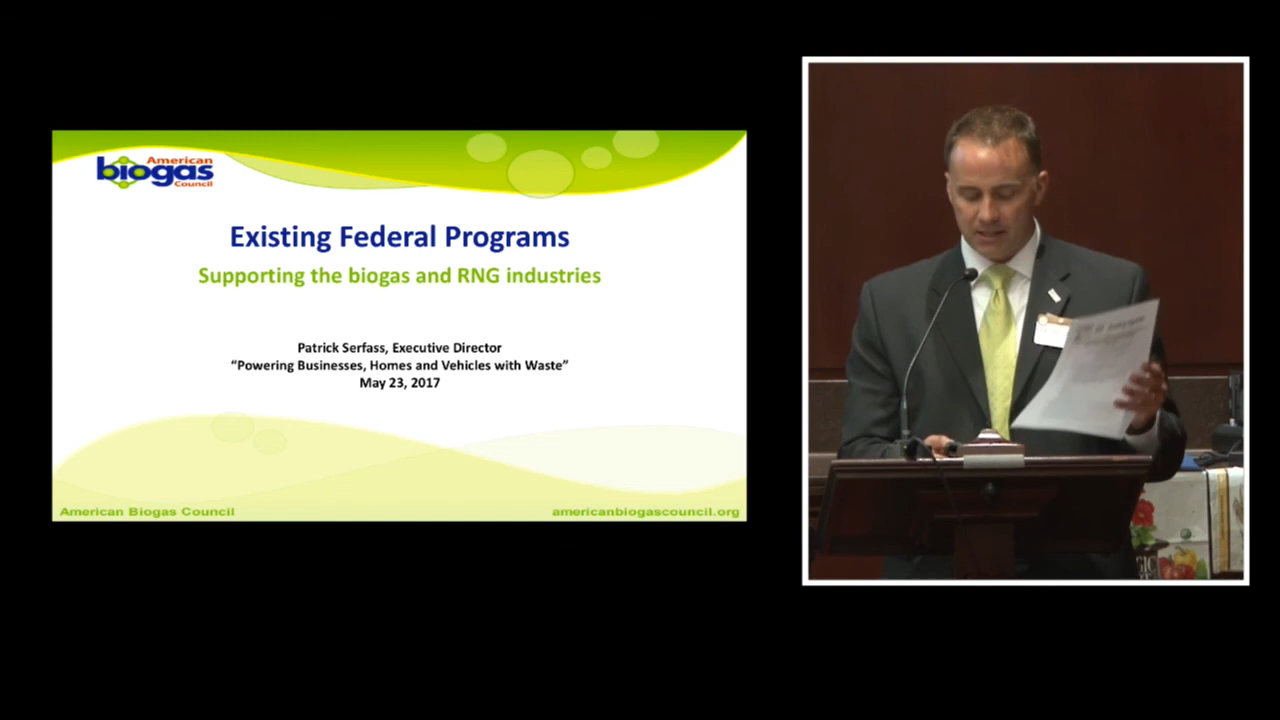 American
biogas
Council
Existing Federal Programs
Supporting the biogas and RNG industries
Patrick Serfass, Executive Director
“Powering Businesses, Homes and Vehicles with Waste”
May 23, 2017
American Biogas Council
americanbiogascouncil.org